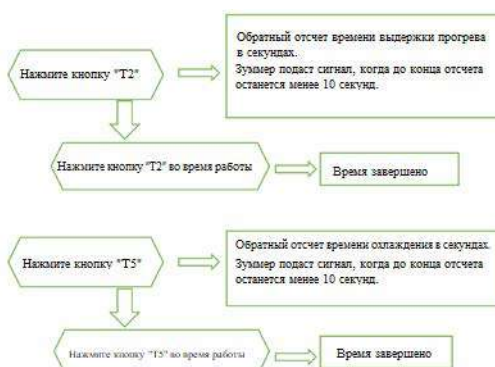 Обратный отсчет времени выдержки прогрева
в секундах.
Зуммер подаст сигнал, когда до конца отсчета
останется менее 10 секунд.
Нажмите кнопку "T2"
Нажмите кнопку "T2 во время работы
Время завершено
Обратный отсчет времени охлаждения в секундах.
Зуммер подаст сигнал, когда до конца отсчета
останется менее 10 секунд.
Нажмите кнопку "T5"
Нажмите кнопку "T5" во время работы
Время завершено